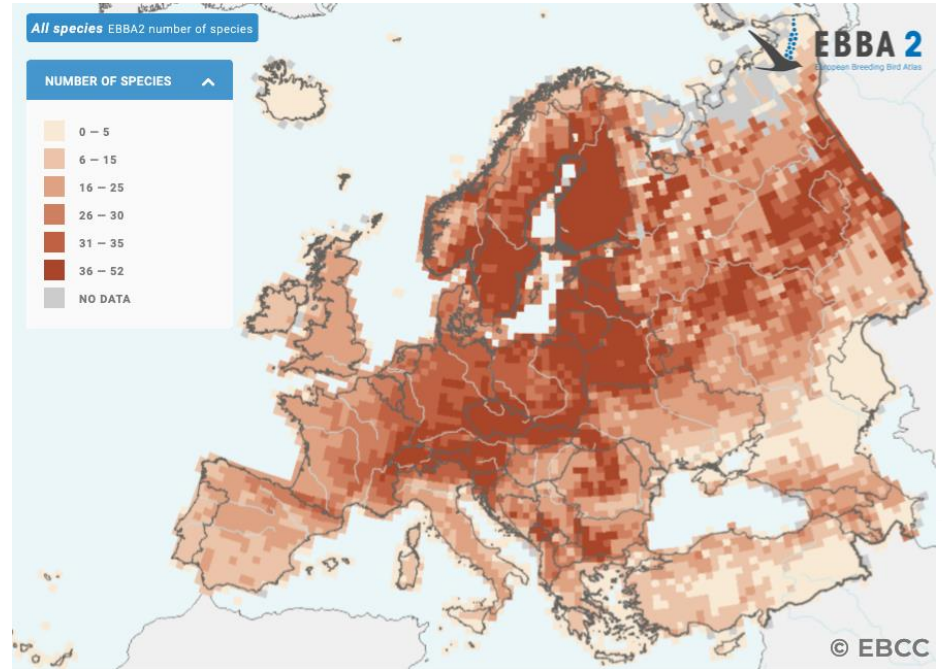 All species EBBA2 number of species
EBBA 2
European Breeding Bird Atlas
NUMBER OF SPECIES
0 – 5
6 – 15
16 – 25
26 – 30
31 – 35
36 – 52
NO DATA
© EBCC